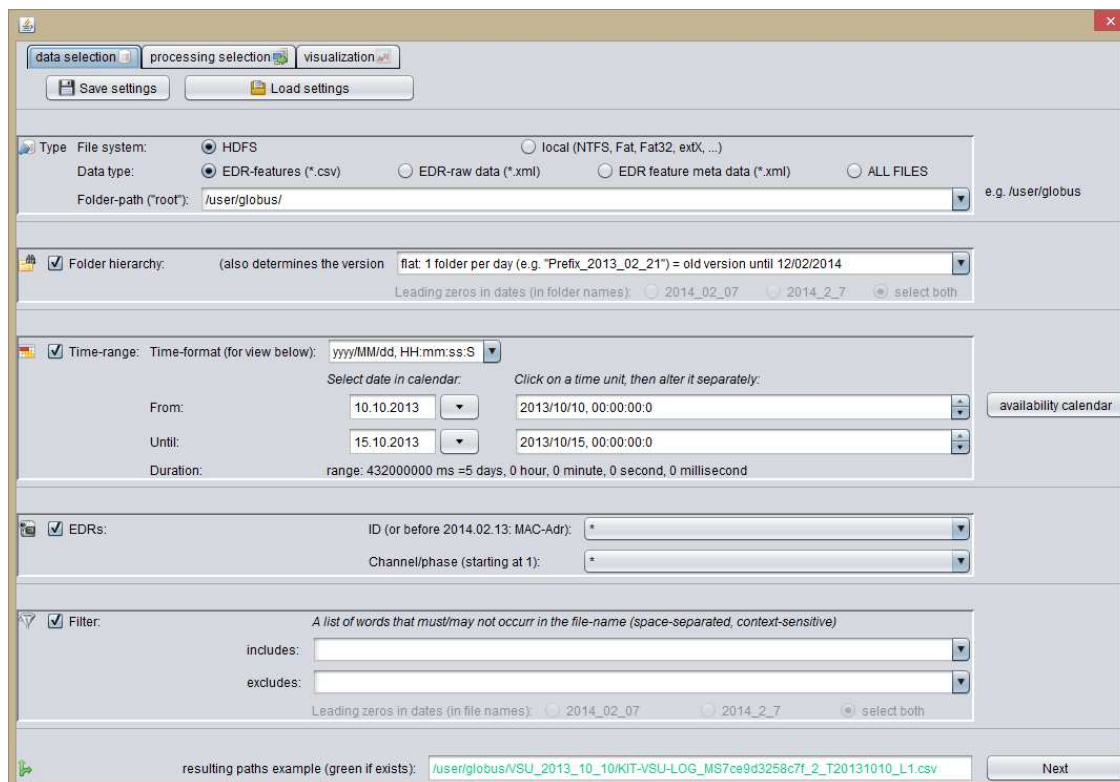 data selection processing selection visualization
Save settings Load settings
Type File system: HDFS local (NTFS, Fat, Fat32, extX, ...)
Data type: EDR-features (*.csv) EDR-raw data (*.xml) EDR feature meta data (*.xml) ALL FILES
Folder-path ("root"): /user/globus/ e.g. /user/globus
Folder hierarchy: (also determines the version flat: 1 folder per day (e.g. "Prefix_2013_02_21") = old version until 12/02/2014
Leading zeros in dates (in folder names): 2014_02_07 2014_2_7 select both
Time-range: Time-format (for view below): yyyy/MM/dd, HH:mm:ss:S
Select date in calendar: Click on a time unit, then alter it separately:
From: 10.10.2013 2013/10/10, 00:00:00:0 availability calendar
Until: 15.10.2013 2013/10/15, 00:00:00:0
Duration: range: 432000000 ms =5 days, 0 hour, 0 minute, 0 second, 0 millisecond
EDRs: ID (or before 2014.02.13: MAC-Adr): *
Channel/phase (starting at 1): *
Filter: A list of words that must/may not occurr in the file-name (space-separated, context-sensitive)
includes:
excludes:
Leading zeros in dates (in file names): 2014_02_07 2014_2_7 select both
resulting paths example (green if exists): /user/globus/VSU_2013_10_10/KIT-VSU-LOG_MS7ce9d3258c7f_2_T20131010_L1.csv Next